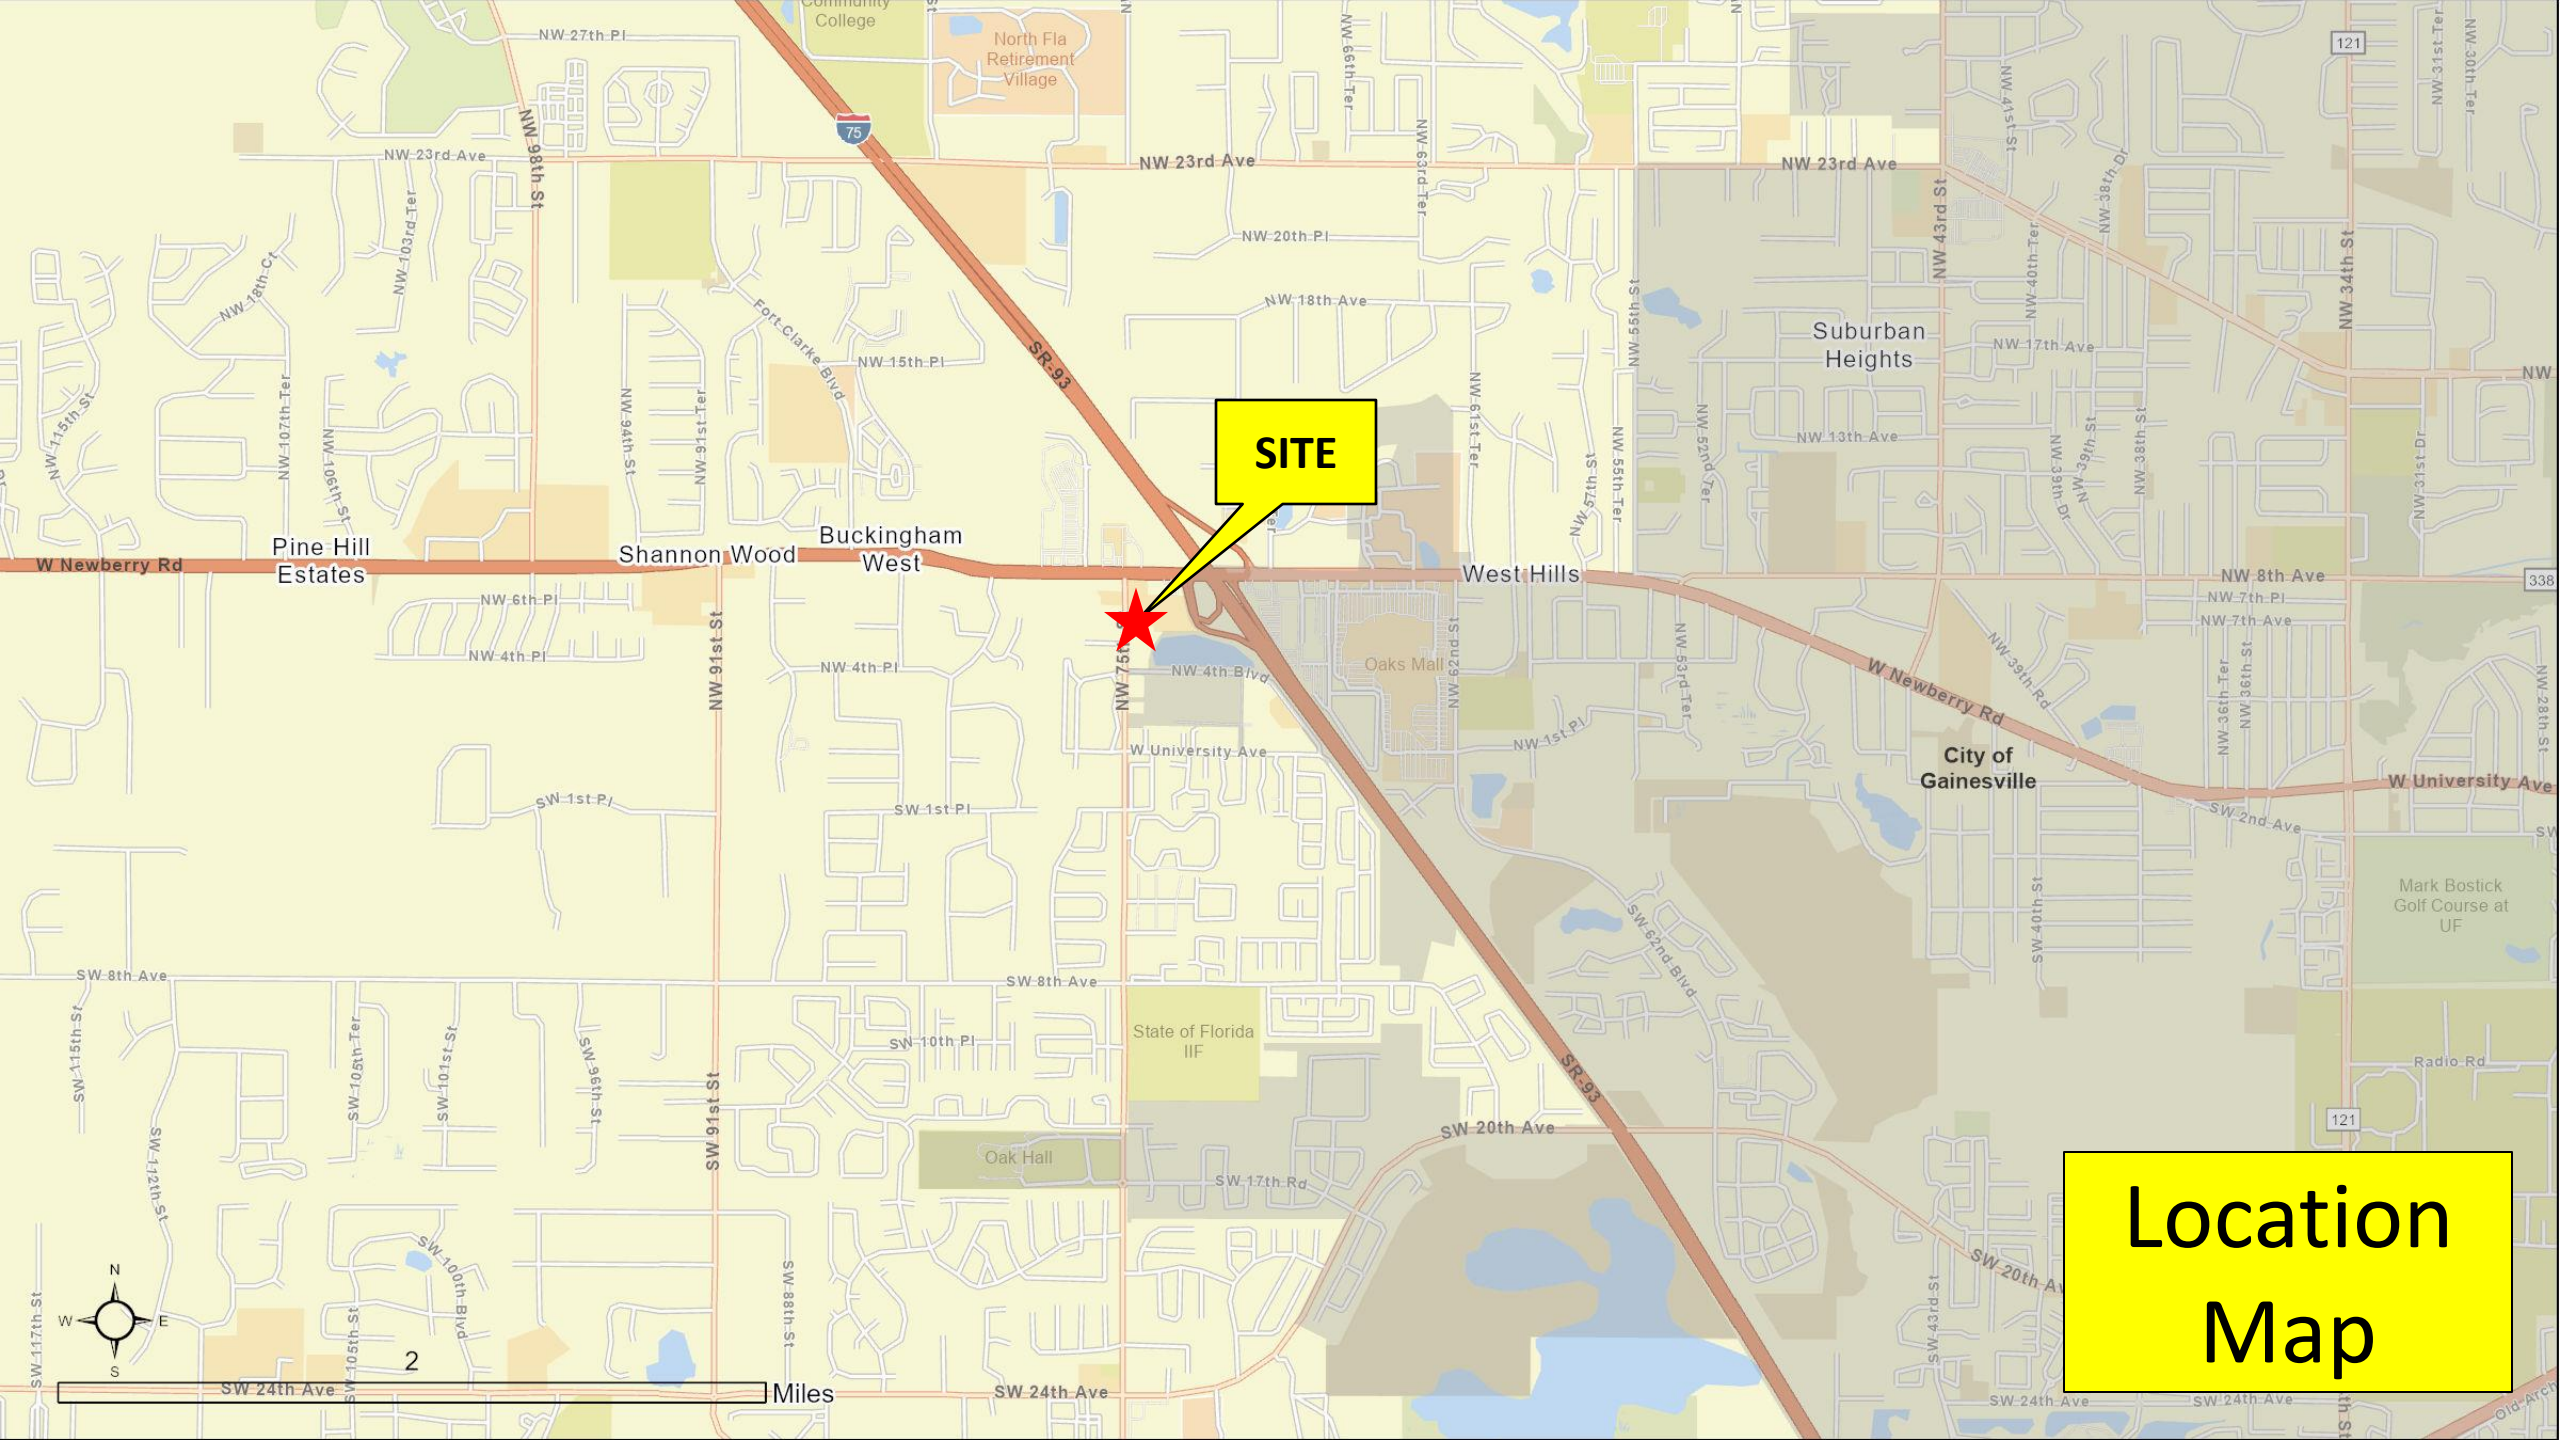 Community
College
North Fla
Retirement
Village
NW 27th Pl
NW 66th Ter
121
NW 31st Ter
NW 30th Ter
NW 41st St
NW 98th St
75
NW 23rd Ave
NW 23rd Ave
NW 23rd Ave
NW 63rd Ter
NW 38th Dr
NW 103rd Ter
NW 43rd St
NW 20th Pl
NW 40th Ter
NW 34th St
NW 18th Ct
NW 18th Ave
NW 55th St
Fort Clarke Blvd
Suburban
Heights
NW 17th Ave
NW 15th Pl
SR-93
NW
NW 115th St
NW 107th Ter
NW 106th St
NW 94th St
NW 91st Ter
NW 61st Ter
NW 57th St
NW 55th Ter
NW 52nd Ter
NW 13th Ave
NW 39th Dr
NW 39th St
NW 38th St
NW 31st Dr
SITE
Ter
W Newberry Rd
Pine Hill
Estates
Shannon Wood
Buckingham
West
West Hills
NW 8th Ave
338
NW 7th Pl
NW 7th Ave
NW 6th Pl
NW 4th Pl
NW 91st St
NW 4th Pl
NW 75th S
NW 4th Blvd
Oaks Mall
NW 62nd St
NW 53rd Ter
W Newberry Rd
NW 39th Rd
NW 36th Ter
NW 36th St
NW 28th St
NW 1st Pl
W University Ave
City of
Gainesville
W University Ave
SW 1st Pl
SW 1st Pl
SW 2nd Ave
SW
Mark Bostick
Golf Course at
UF
SW 40th St
SW 62nd Blvd
SW 8th Ave
SW 8th Ave
SW 115th St
SW 105th Ter
SW 101st St
SW 96th St
SW 10th Pl
State of Florida
IIF
Radio Rd
SR-93
SW 91st St
121
SW 20th Ave
SW 112th St
Oak Hall
SW 17th Rd
SW 20th Av
SW 100th Blvd
SW 88th St
SW 43rd St
SW 117th St
SW 105th St
N
W
E
S
2
Miles
SW 24th Ave
SW 24th Ave
SW 24th Ave
SW 24th Ave
th St
Old Arch
Location
Map